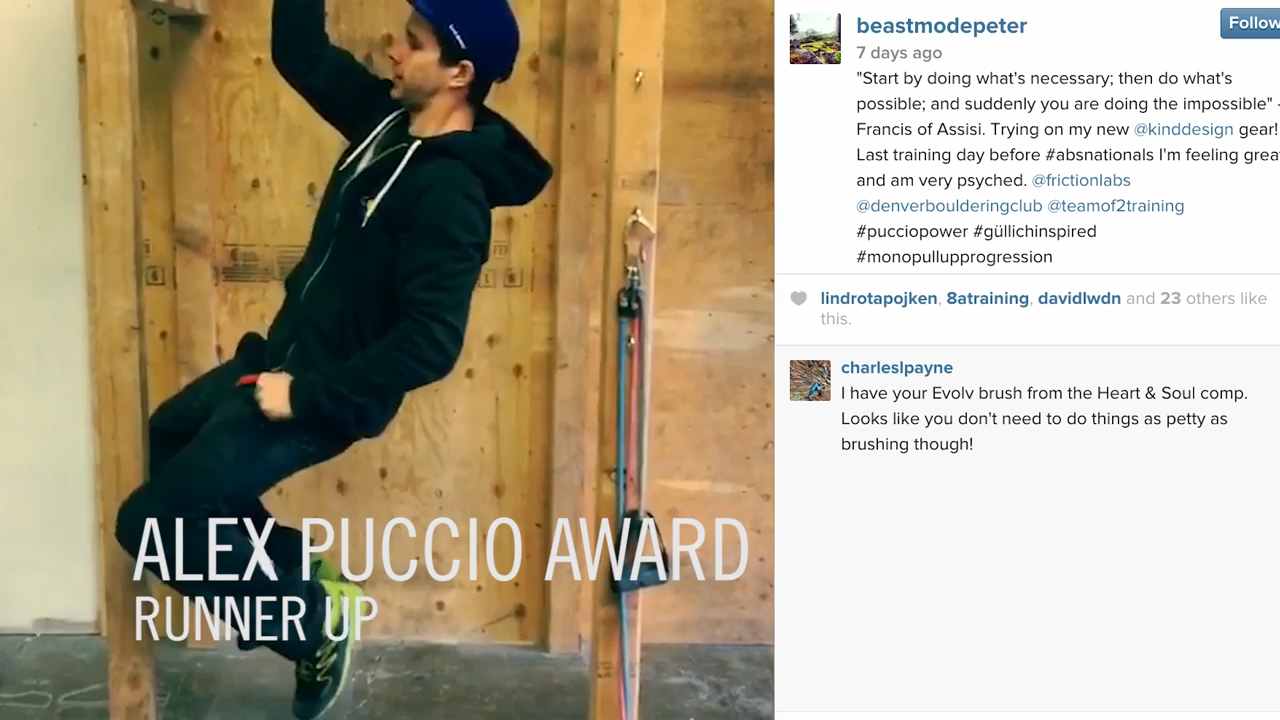 ALEX PUCCIO AWARD
RUNNER UP
beastmodepeter
Follow
7 days ago
"Start by doing what's necessary; then do what's
possible; and suddenly you are doing the impossible" -
Francis of Assisi. Trying on my new @kinddesign gear!
Last training day before #absnationals I'm feeling grea
and am very psyched. @frictionlabs
@denverboulderingclub @teamof2training
#pucciopower #güllichinspired
#monopullupprogression
lindrotapojken, 8atraining, davidlwdn and 23 others like
this.
charleslpayne
I have your Evolv brush from the Heart & Soul comp.
Looks like you don't need to do things as petty as
brushing though!